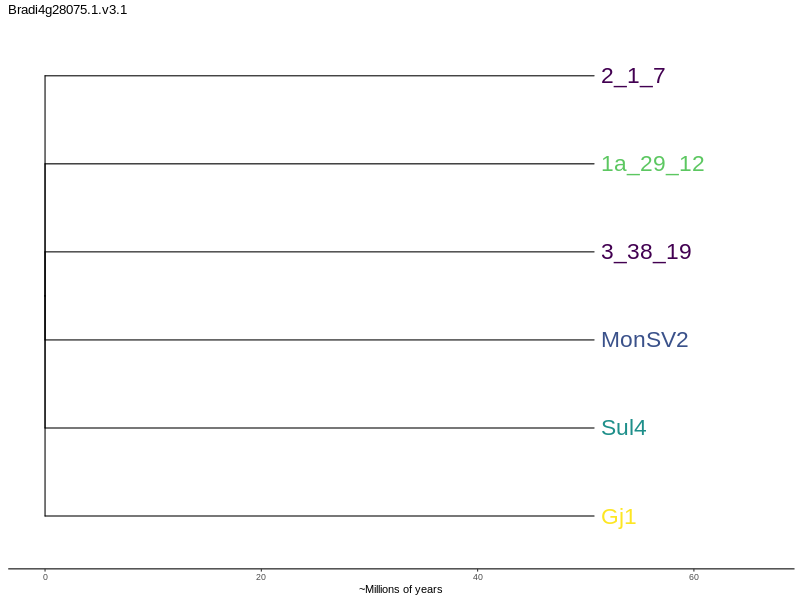 Bradi4g28075.1.v3.1
2_1_7
1a_29_12
3_38_19
MonSV2
Sul4
Gj1
0 20 40 60
~Millions of years